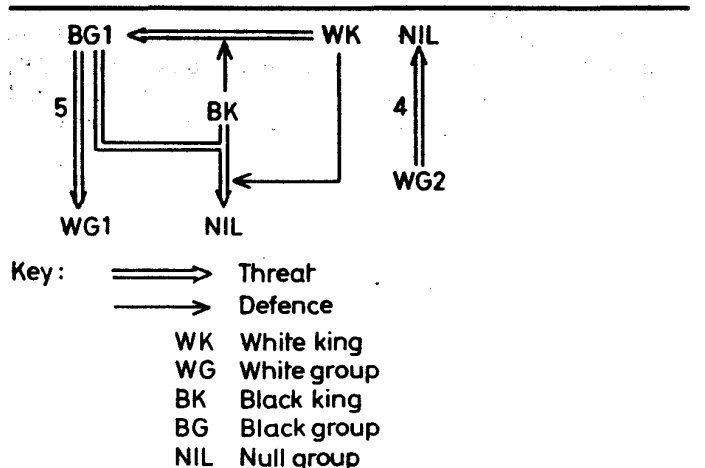 BG1 WK NIL
5 BK 4
WG2
WG1 NIL
Key: Threat
Defence
WK White king
WG White group
BK Black king
BG Black group
NIL Null group